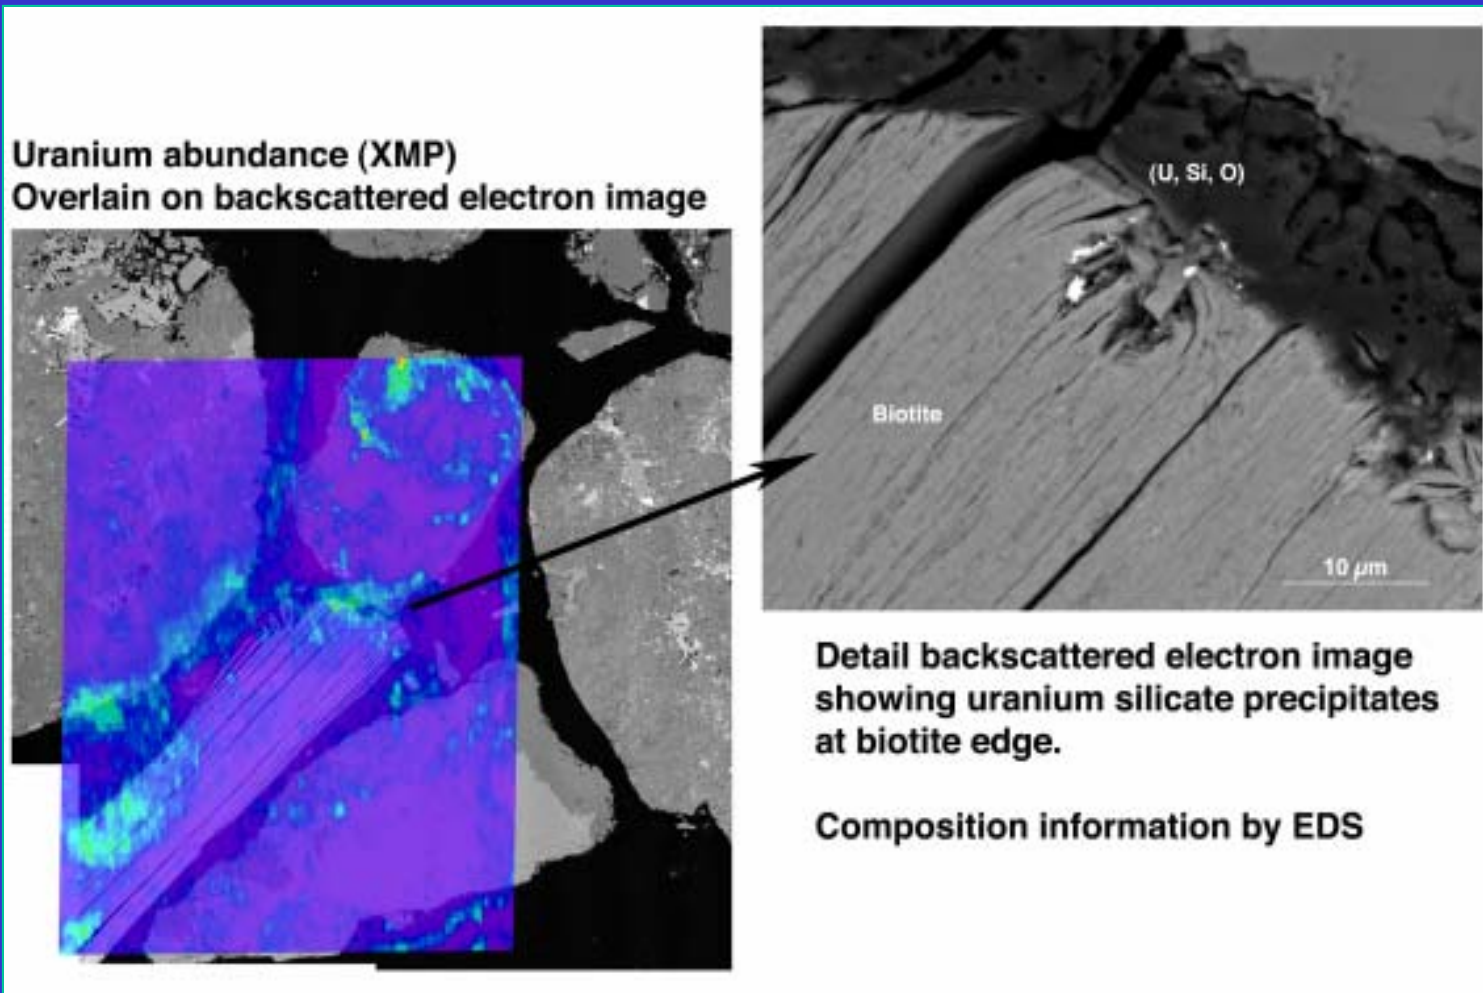 Uranium abundance (XMP)
Overlain on backscattered electron image
(U, Si, O)
Biotite
10 µm
Detail backscattered electron image
showing uranium silicate precipitates
at biotite edge.
Composition information by EDS